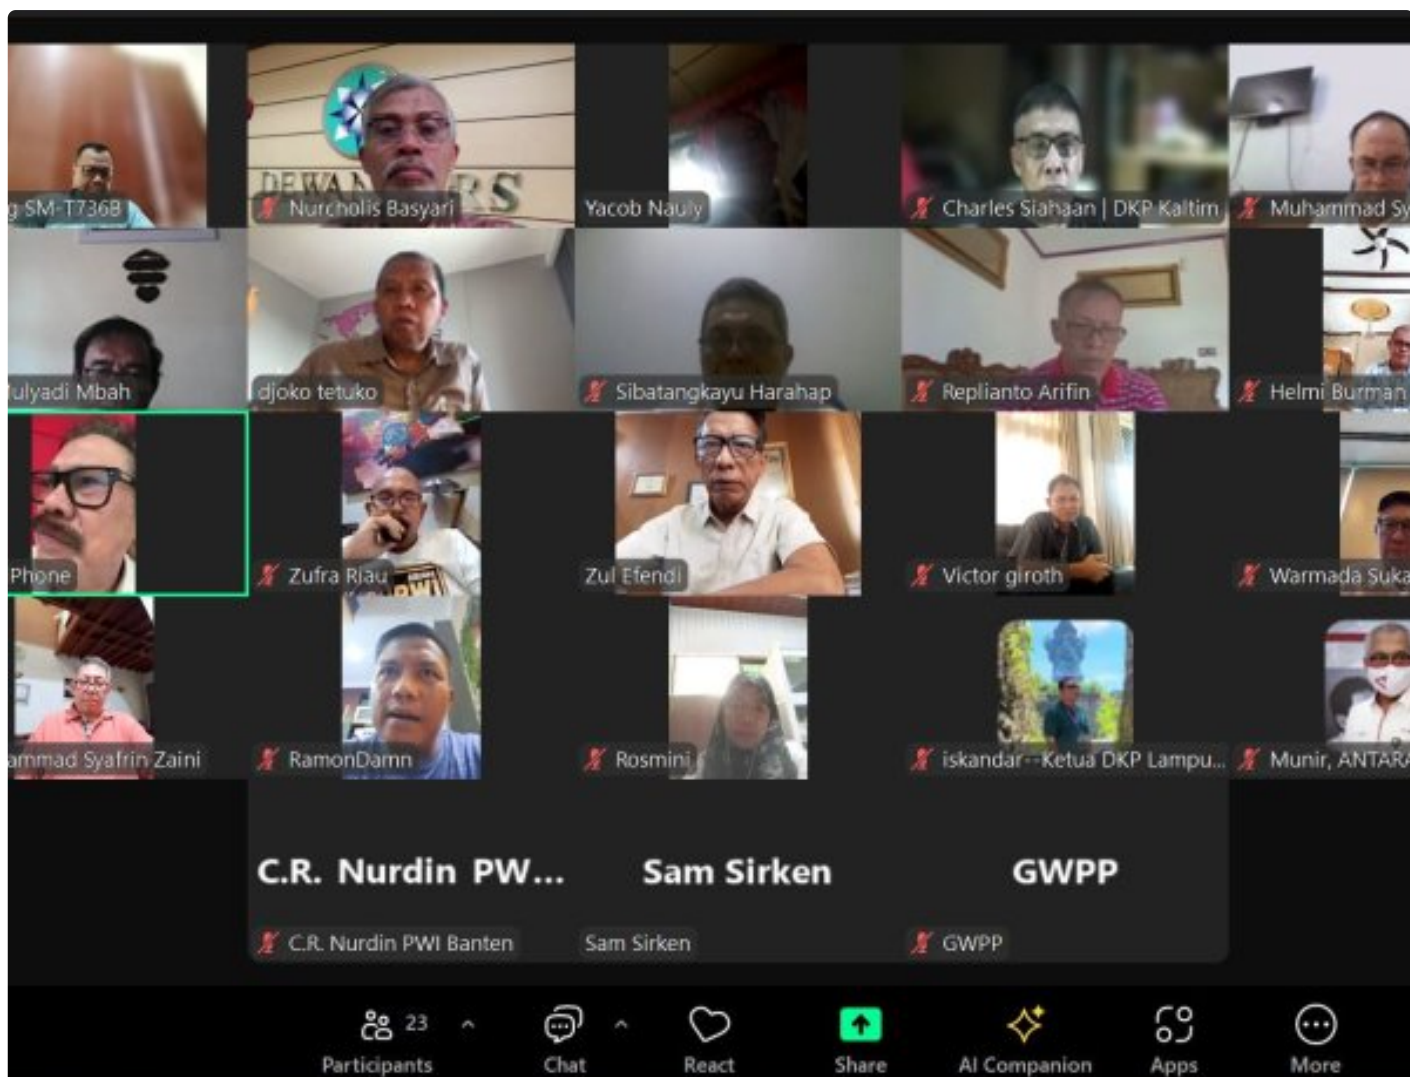 g SM-T736B
DEWAN PERS
Nurcholis Basyari
Yacob Nauly
Charles Siahaan | DKP Kaltim
Muhammad Sy
ulyadi Mbah
djoko tetuko
Sibatangkayu Harahap
Replianto Arifin
Helmi Burman
Phone
Zufra Riau
PWI
Zul Efendi
Victor giroth
Warmada Suka
ammad Syafrin Zaini
RamonDamn
Rosmini
iskandar--Ketua DKP Lampu...
Munir, ANTARA
C.R. Nurdin PW...
Sam Sirken
GWPP
C.R. Nurdin PWI Banten
Sam Sirken
GWPP
23
Participants
Chat
React
Share
AI Companion
Apps
More